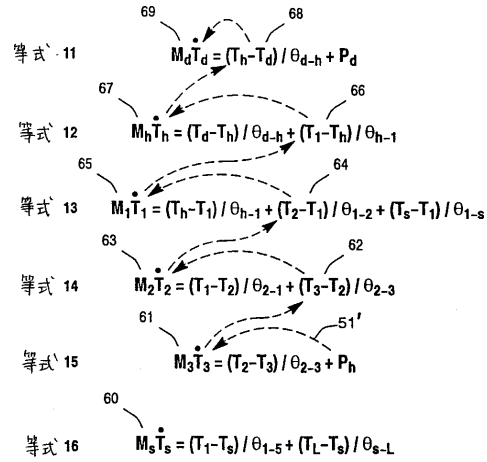 69 68
等式 11 M_dṪ_d = (T_h–T_d) / θ_d-h + P_d
67 66
等式 12 M_hṪ_h = (T_d–T_h) / θ_d-h + (T_1–T_h) / θ_h-1
65 64
等式 13 M_1Ṫ_1 = (T_h–T_1) / θ_h-1 + (T_2–T_1) / θ_1-2 + (T_s–T_1) / θ_1-s
63 62
等式 14 M_2Ṫ_2 = (T_1–T_2) / θ_2-1 + (T_3–T_2) / θ_2-3
61 51'
等式 15 M_3Ṫ_3 = (T_2–T_3) / θ_2-3 + P_h
60
等式 16 M_sṪ_s = (T_1–T_s) / θ_1-5 + (T_L–T_s) / θ_s-L